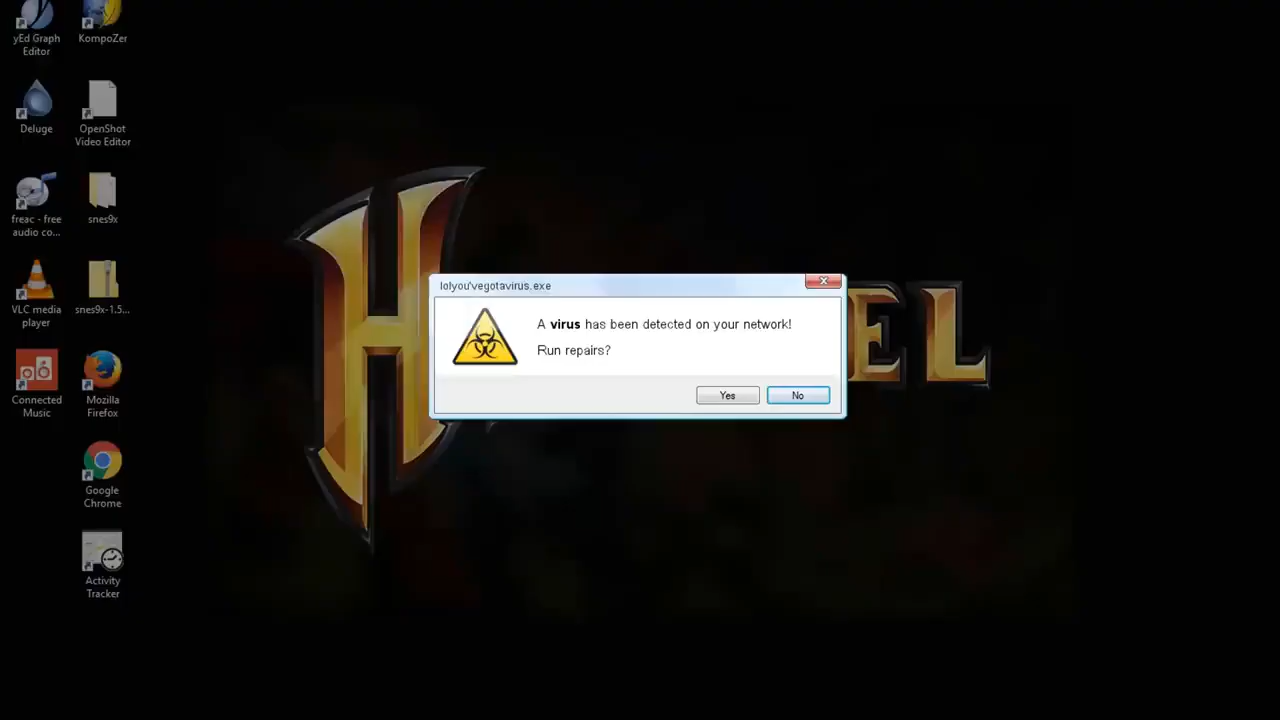 yEd Graph
Editor
KompoZer
Deluge
OpenShot
Video Editor
freac - free
audio co...
snes9x
VLC media
player
snes9x-1.5...
Connected
Music
Mozilla
Firefox
Google
Chrome
Activity
Tracker
H
EL
lolyou'vegotavirus.exe
A virus has been detected on your network!
Run repairs?
Yes
No